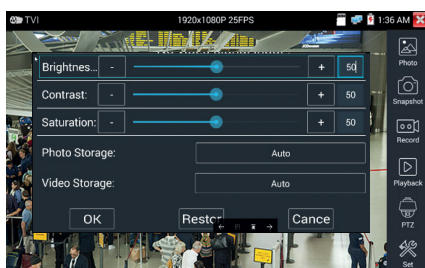 TVI 1920x1080P 25FPS 1:36 AM
Brightnes... - + 50
Contrast: - + 50
Saturation: - + 50
Photo Storage: Auto
Video Storage: Auto
OK Restor Cance
Photo
Snapshot
Record
Playback
PTZ
Set